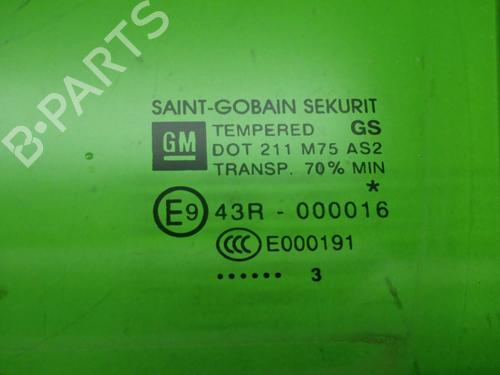 SAINT-GOBAIN SEKURIT
GM TEMPERED GS
DOT 211 M75 AS2
TRANSP. 70% MIN
*
E9 43R - 000016
CCC E000191
...... 3
B-PARTS